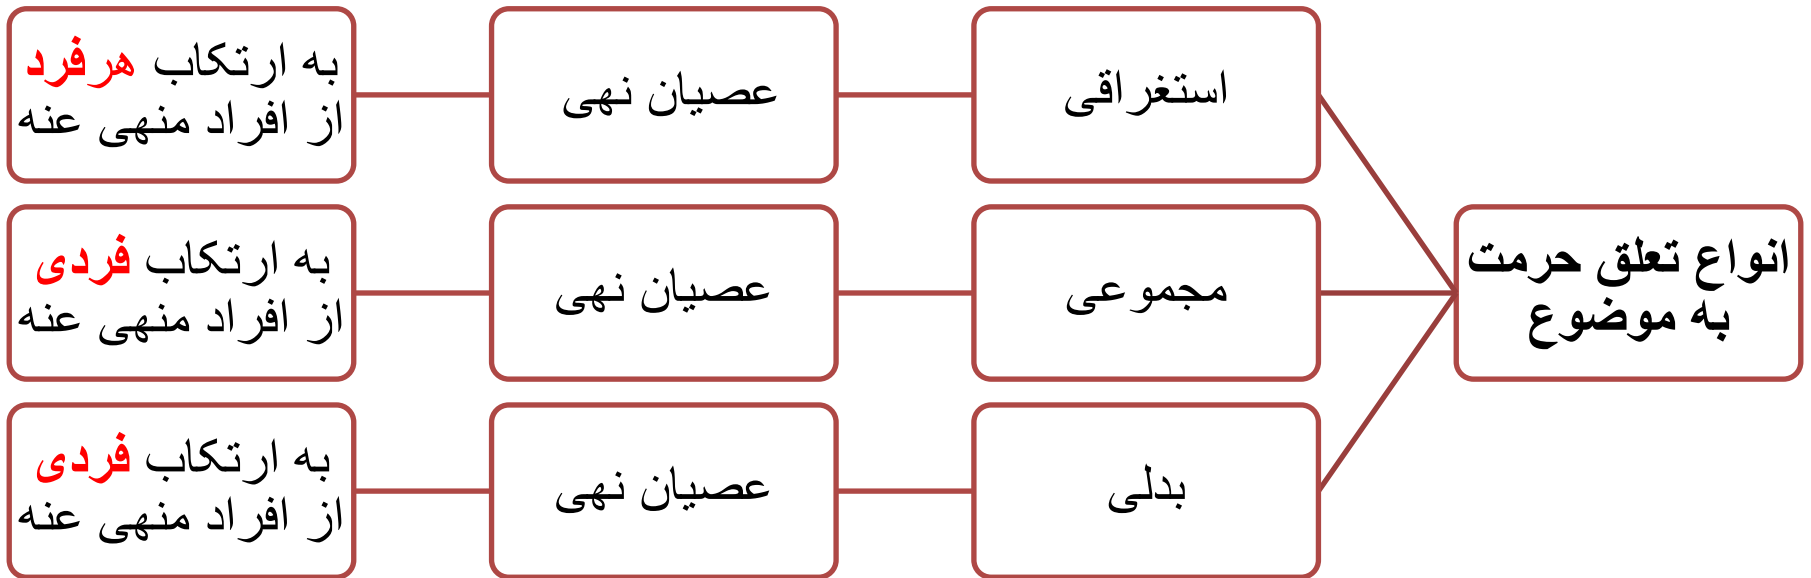 انواع تعلق حرمت
به موضوع
استغراقی
عصیان نهی
به ارتکاب هرفرد
از افراد منهی عنه
مجموعی
عصیان نهی
به ارتکاب فردی
از افراد منهی عنه
بدلی
عصیان نهی
به ارتکاب فردی
از افراد منهی عنه